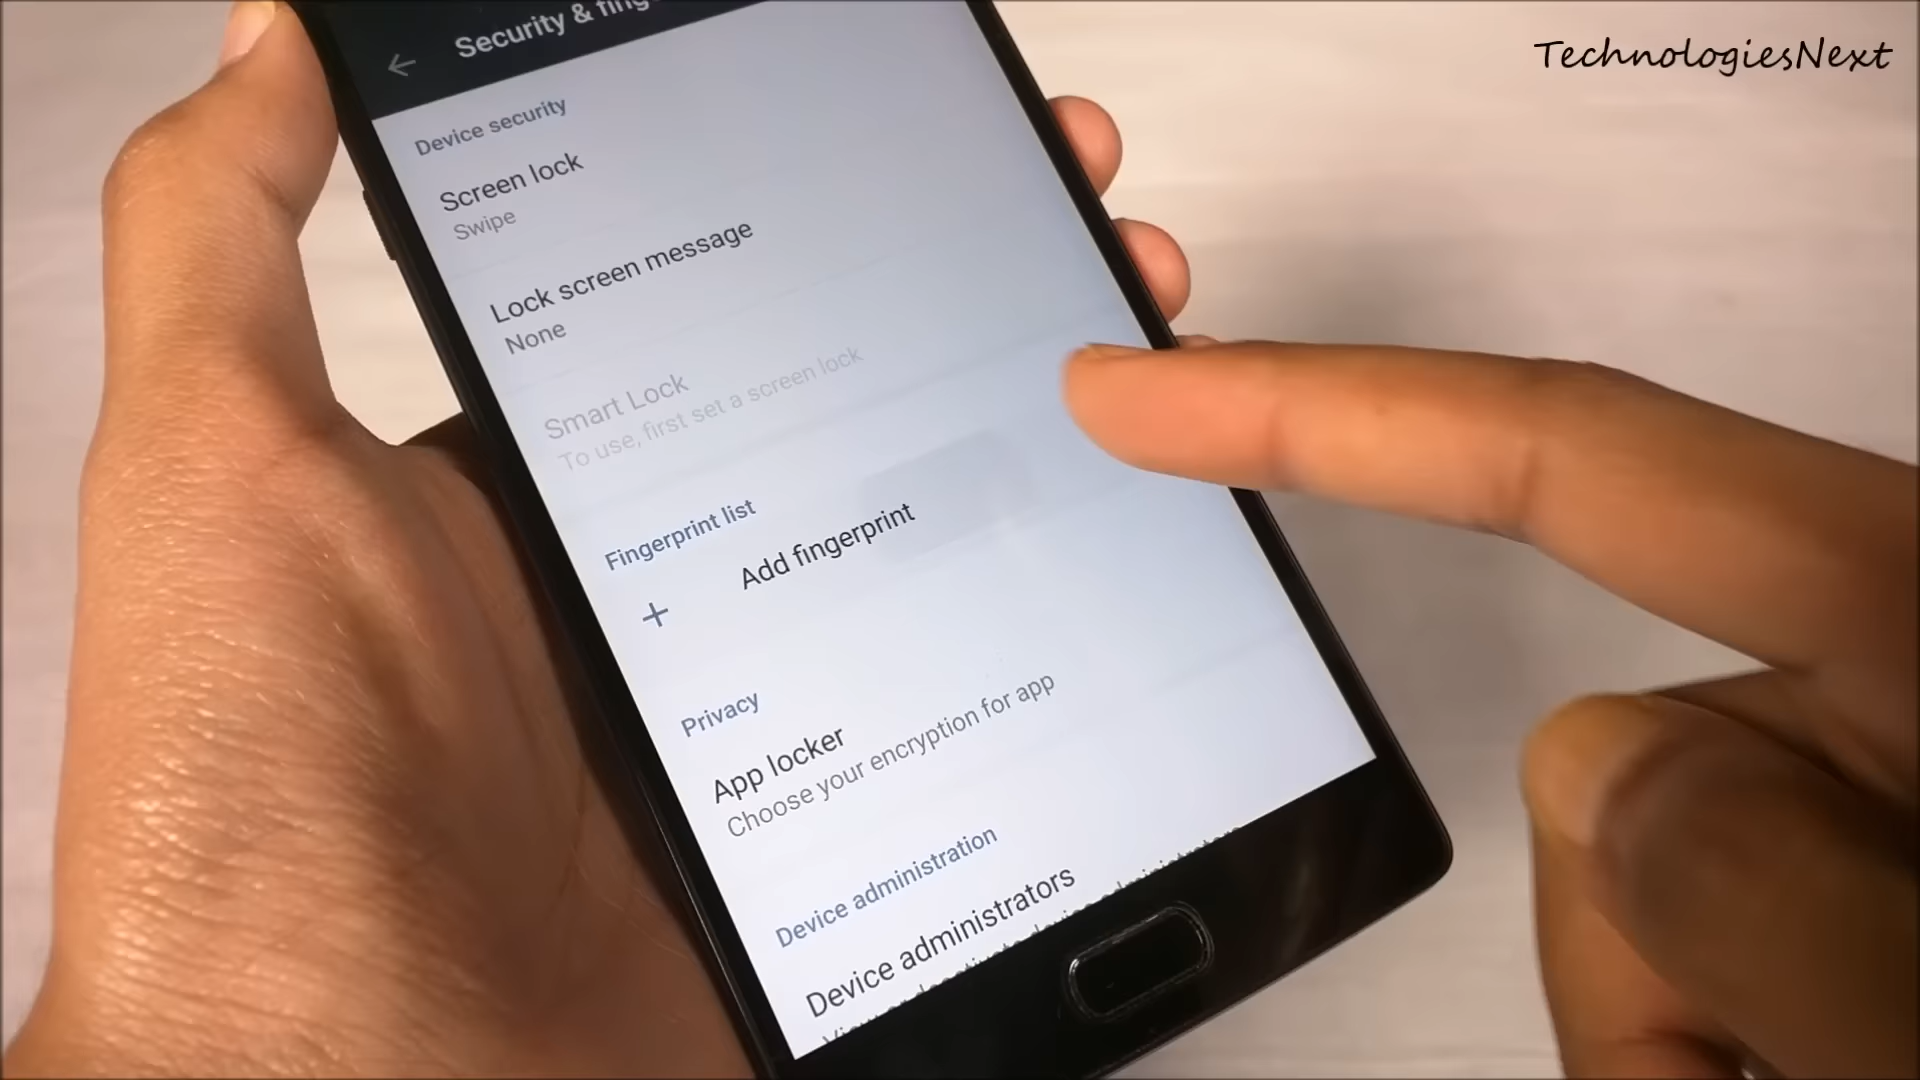 TechnologiesNext
Security &
Device security
Screen lock
Swipe
Lock screen message
None
Smart Lock
To use, first set a screen lock
Fingerprint list
Add fingerprint
Privacy
App locker
Choose your encryption for app
Device administration
Device administrators